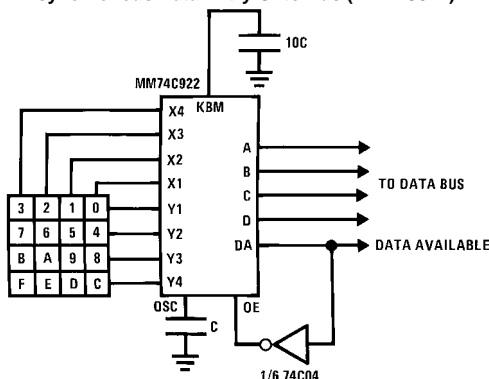 10C
MM74C922
KBM
X4
X3
X2
X1
Y1
Y2
Y3
Y4
A
B
C
D
DA
TO DATA BUS
DATA AVAILABLE
3 2 1 0
7 6 5 4
B A 9 8
F E D C
OSC
OE
C
1/6 74C04